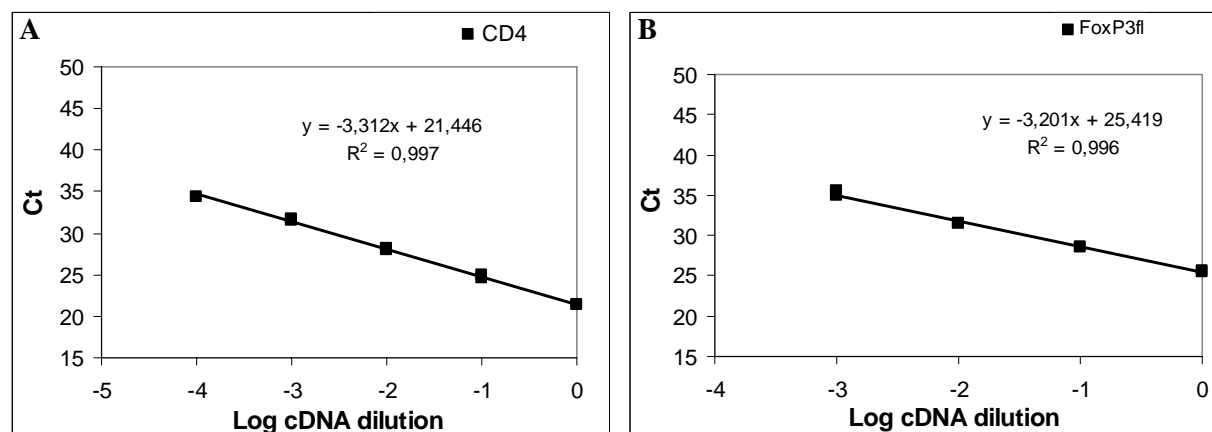 A
CD4
50
45
40
35
30
25
20
15
Ct
y = -3,312x + 21,446
R² = 0,997
-5 -4 -3 -2 -1 0
Log cDNA dilution
B
FoxP3fl
50
45
40
35
30
25
20
15
Ct
y = -3,201x + 25,419
R² = 0,996
-4 -3 -2 -1 0
Log cDNA dilution